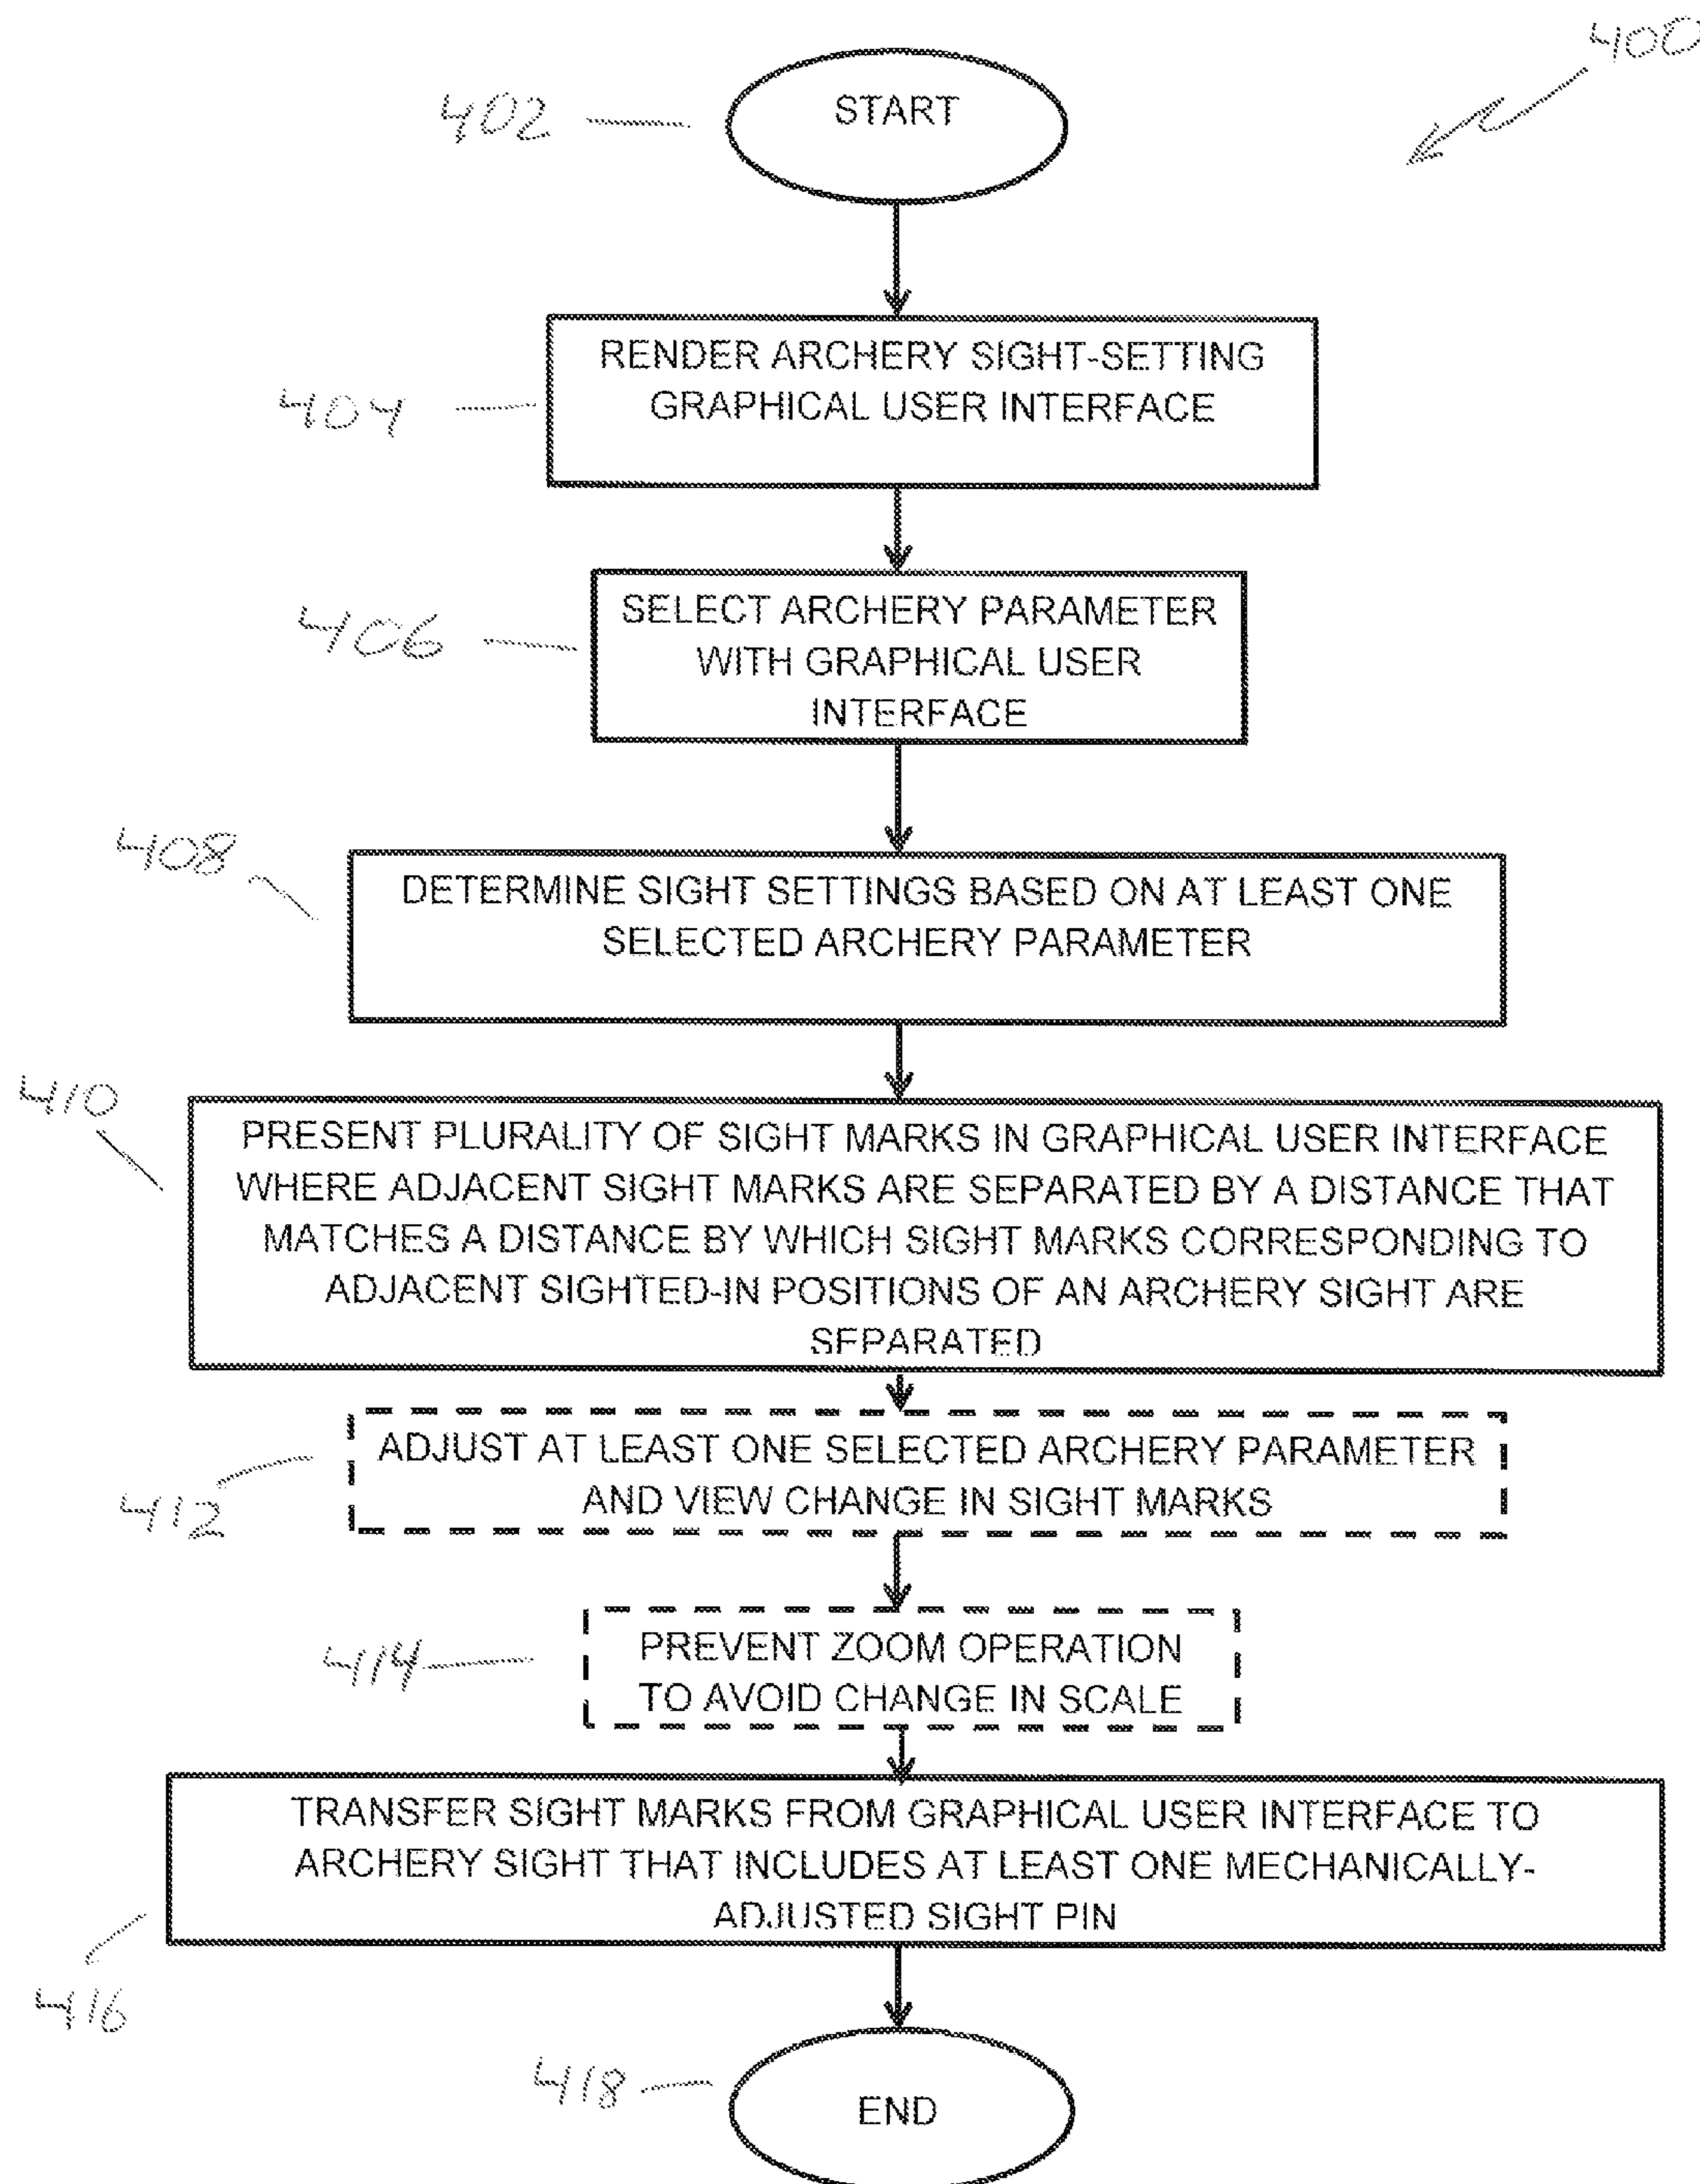 400
402
START
404
RENDER ARCHERY SIGHT-SETTING
GRAPHICAL USER INTERFACE
406
SELECT ARCHERY PARAMETER
WITH GRAPHICAL USER
INTERFACE
408
DETERMINE SIGHT SETTINGS BASED ON AT LEAST ONE
SELECTED ARCHERY PARAMETER
410
PRESENT PLURALITY OF SIGHT MARKS IN GRAPHICAL USER INTERFACE
WHERE ADJACENT SIGHT MARKS ARE SEPARATED BY A DISTANCE THAT
MATCHES A DISTANCE BY WHICH SIGHT MARKS CORRESPONDING TO
ADJACENT SIGHTED-IN POSITIONS OF AN ARCHERY SIGHT ARE
SEPARATED
412
ADJUST AT LEAST ONE SELECTED ARCHERY PARAMETER
AND VIEW CHANGE IN SIGHT MARKS
414
PREVENT ZOOM OPERATION
TO AVOID CHANGE IN SCALE
416
TRANSFER SIGHT MARKS FROM GRAPHICAL USER INTERFACE TO
ARCHERY SIGHT THAT INCLUDES AT LEAST ONE MECHANICALLY-
ADJUSTED SIGHT PIN
418
END